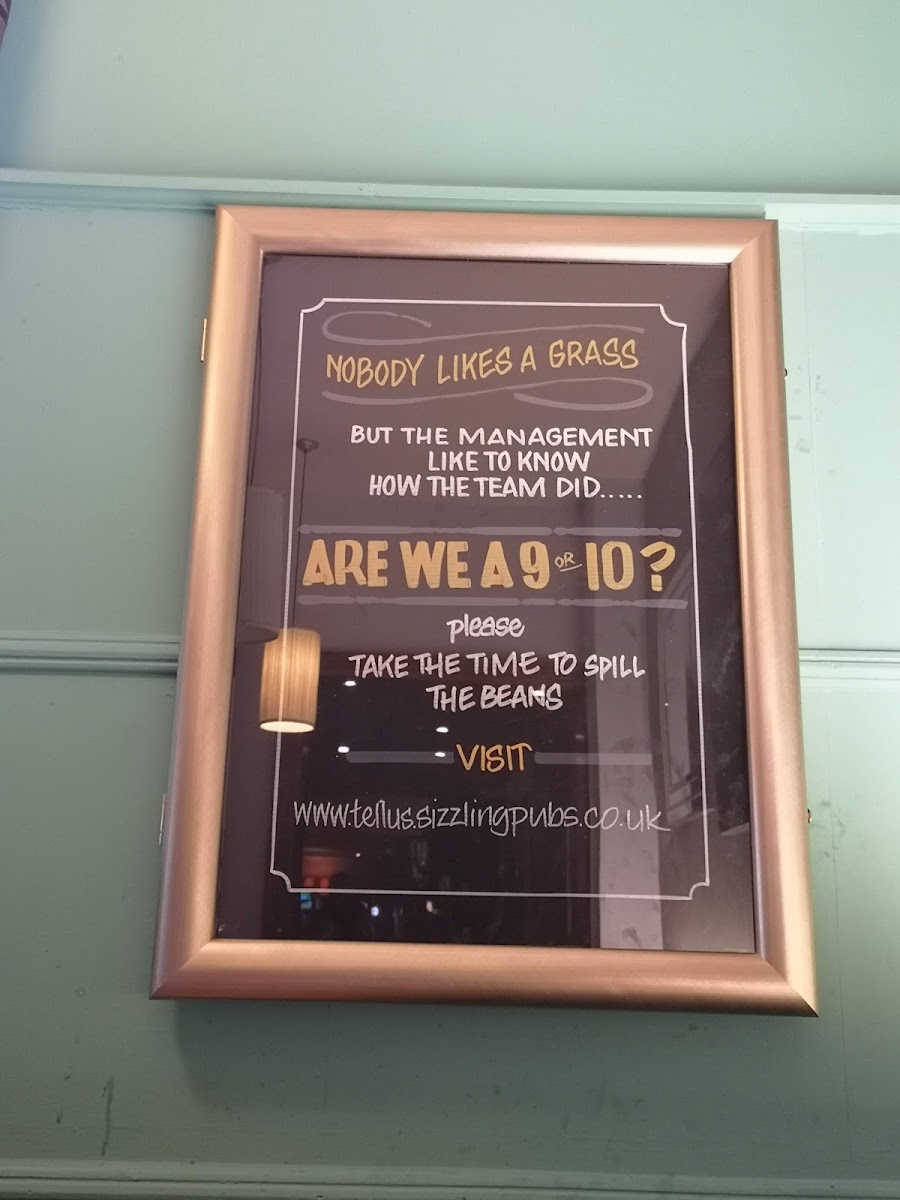 NOBODY LIKES A GRASS
BUT THE MANAGEMENT
LIKE TO KNOW
HOW THE TEAM DID.....
ARE WE A 9 OR 10?
please
TAKE THE TIME TO SPILL
THE BEANS
VISIT
www.tellus.sizzlingpubs.co.uk